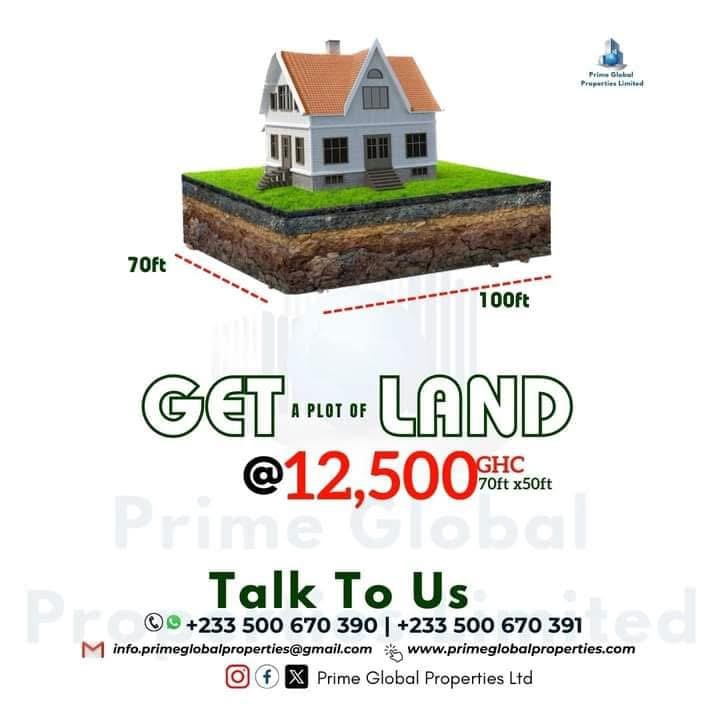 Prime Global
Properties Limited
70ft
100ft
GET A PLOT OF LAND
@12,500 GHC
70ft x50ft
Prime Global
Properties Limited
Talk To Us
+233 500 670 390 | +233 500 670 391
info.primeglobalproperties@gmail.com www.primeglobalproperties.com
Prime Global Properties Ltd